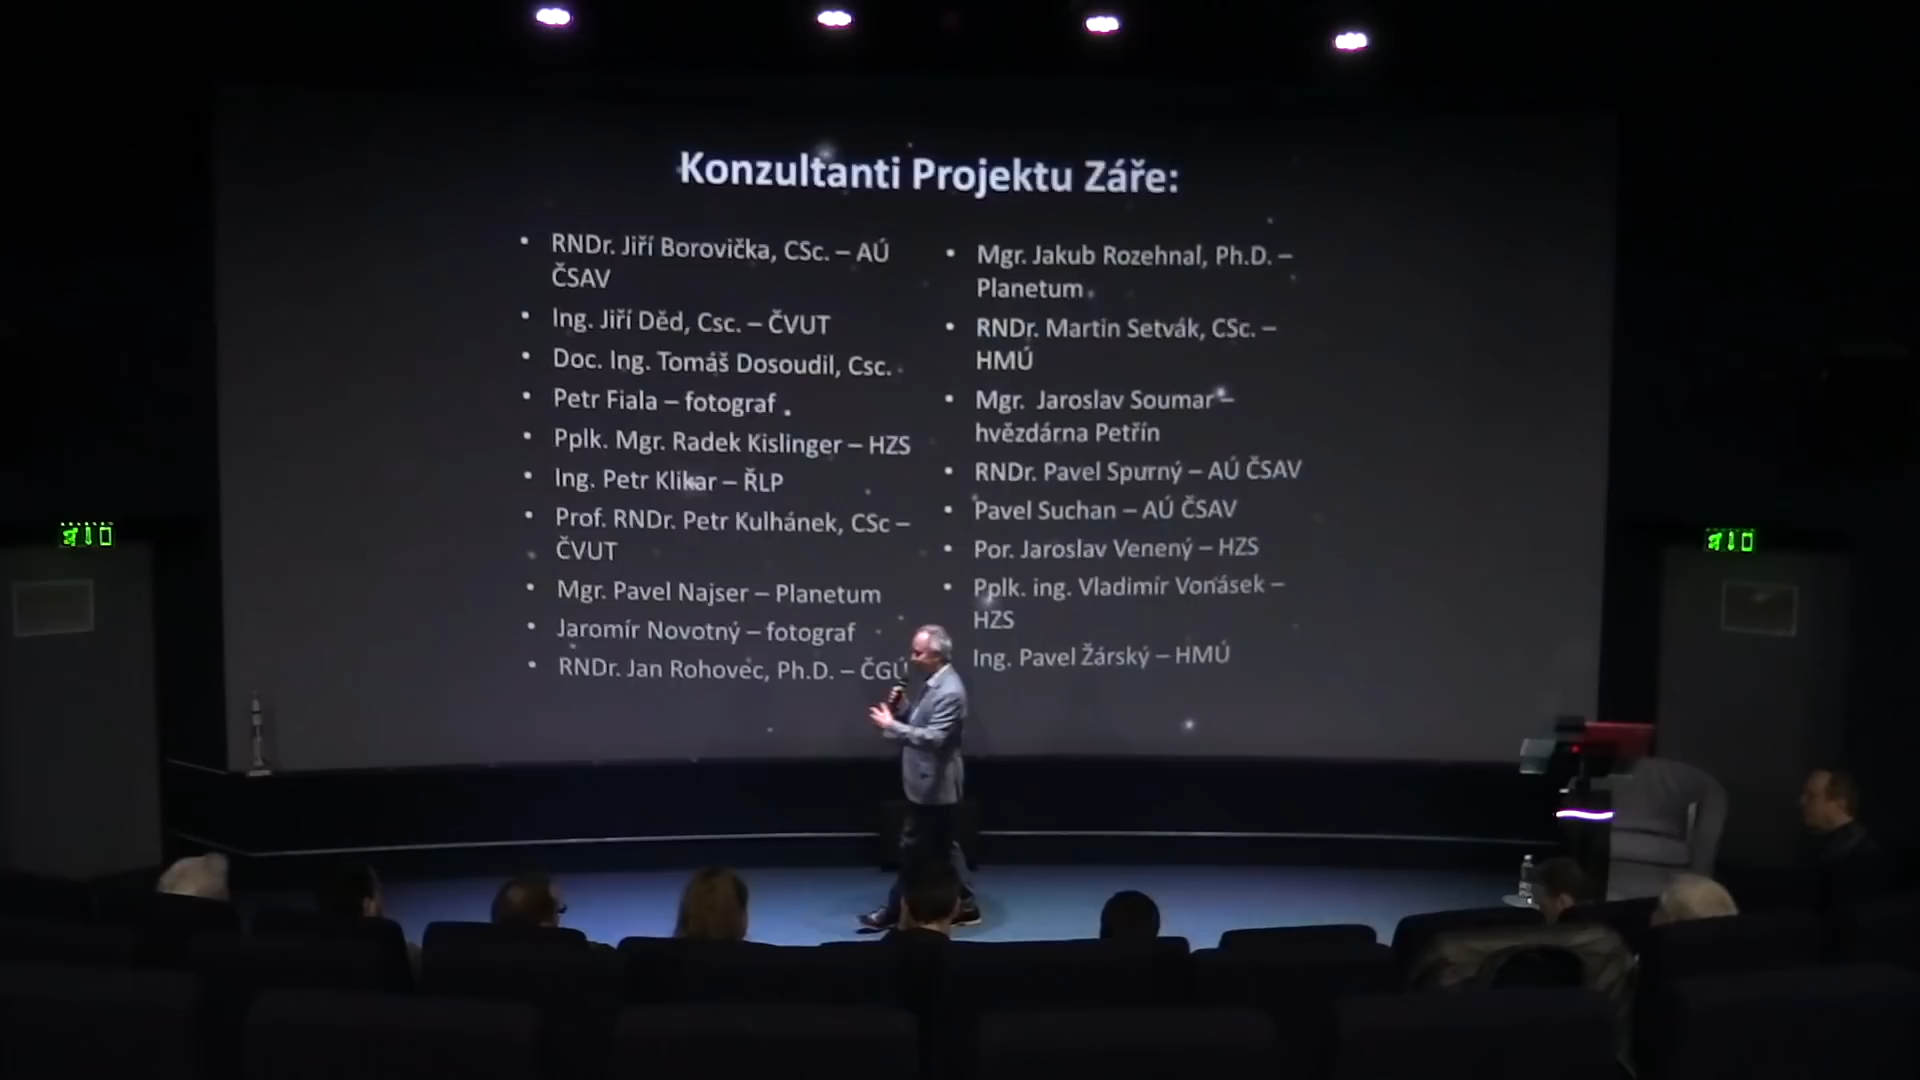 Konzultanti Projektu Záře:
• RNDr. Jiří Borovička, CSc. – AÚ
ČSAV
• Ing. Jiří Děd, Csc. – ČVUT
• Doc. Ing. Tomáš Dosoudil, Csc.
• Petr Fiala – fotograf
• Pplk. Mgr. Radek Kislinger – HZS
• Ing. Petr Klikar – ŘLP
• Prof. RNDr. Petr Kulhánek, CSc –
ČVUT
• Mgr. Pavel Najser – Planetum
• Jaromír Novotný – fotograf
• RNDr. Jan Rohovec, Ph.D. – ČGÚ
• Mgr. Jakub Rozehnal, Ph.D. –
Planetum
• RNDr. Martin Setvák, CSc. –
HMÚ
• Mgr. Jaroslav Soumar –
hvězdárna Petřín
• RNDr. Pavel Spurný – AÚ ČSAV
• Pavel Suchan – AÚ ČSAV
• Por. Jaroslav Venený – HZS
• Pplk. ing. Vladimír Vonásek –
HZS
Ing. Pavel Žárský – HMÚ